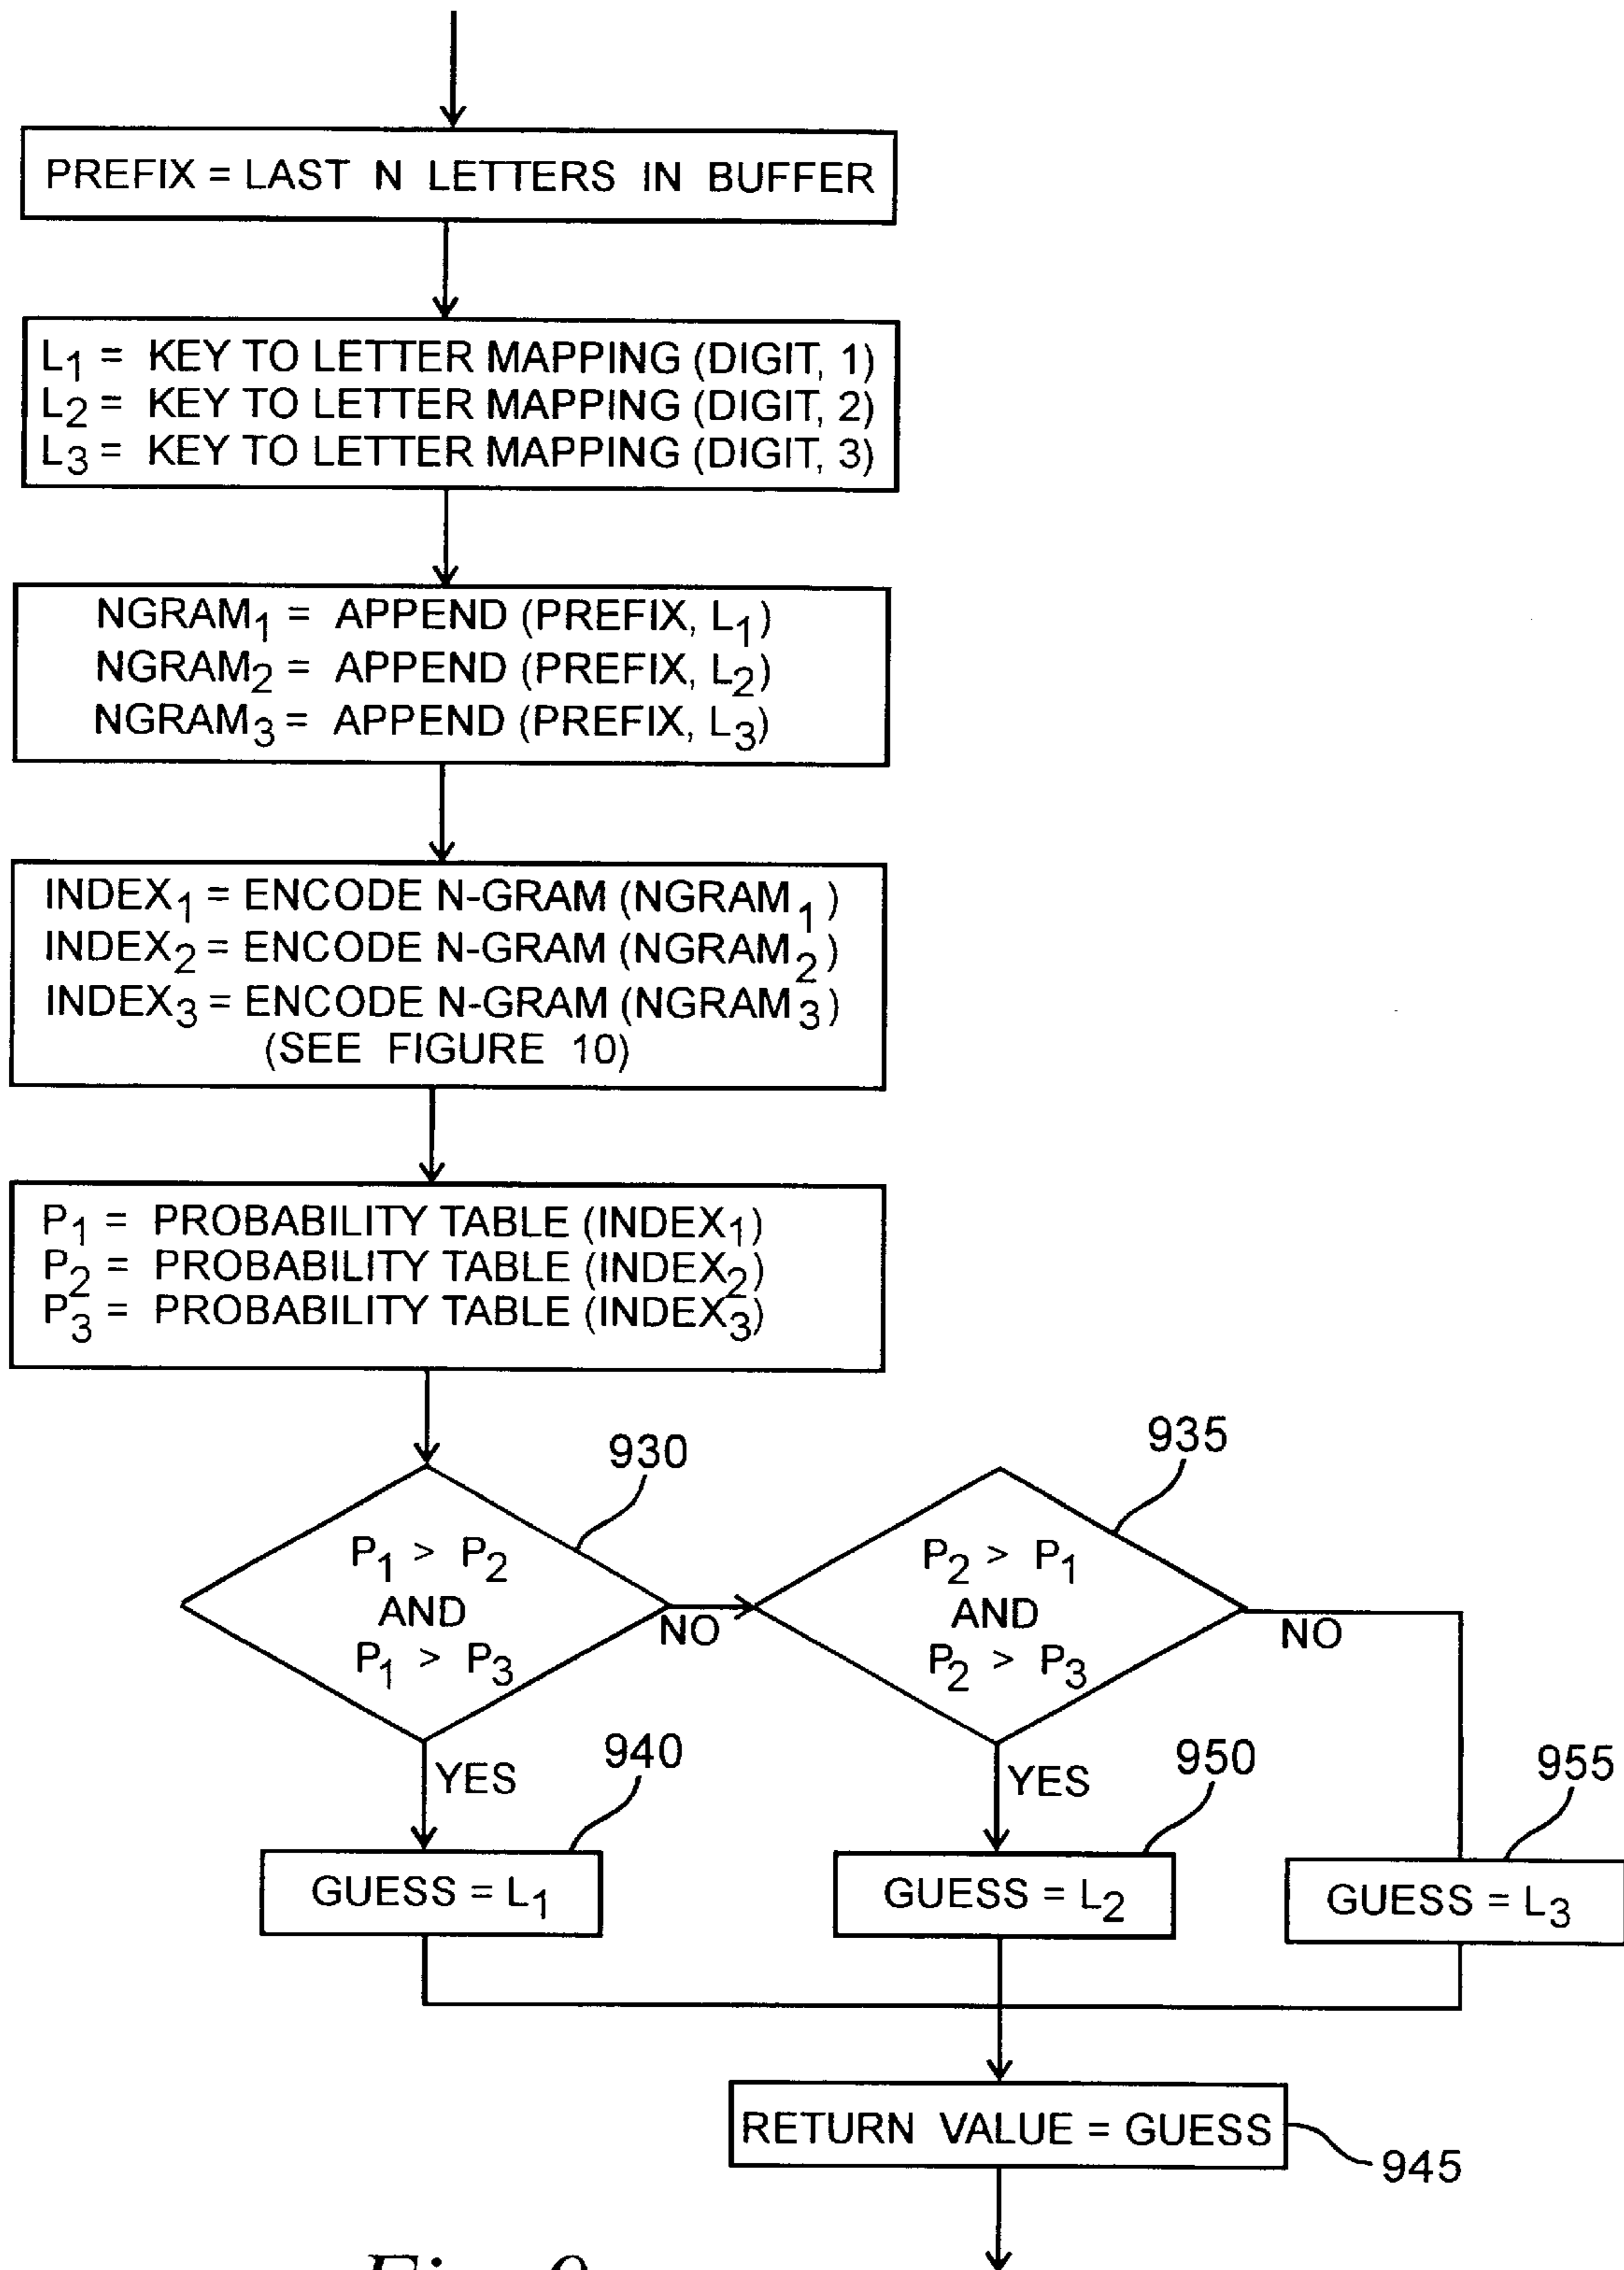 PREFIX = LAST N LETTERS IN BUFFER
L1 = KEY TO LETTER MAPPING (DIGIT, 1)
L2 = KEY TO LETTER MAPPING (DIGIT, 2)
L3 = KEY TO LETTER MAPPING (DIGIT, 3)
NGRAM1 = APPEND (PREFIX, L1)
NGRAM2 = APPEND (PREFIX, L2)
NGRAM3 = APPEND (PREFIX, L3)
INDEX1 = ENCODE N-GRAM (NGRAM1)
INDEX2 = ENCODE N-GRAM (NGRAM2)
INDEX3 = ENCODE N-GRAM (NGRAM3)
(SEE FIGURE 10)
P1 = PROBABILITY TABLE (INDEX1)
P2 = PROBABILITY TABLE (INDEX2)
P3 = PROBABILITY TABLE (INDEX3)
930
P1 > P2
AND
P1 > P3
NO
YES
935
P2 > P1
AND
P2 > P3
NO
YES
940
GUESS = L1
950
GUESS = L2
955
GUESS = L3
RETURN VALUE = GUESS
945